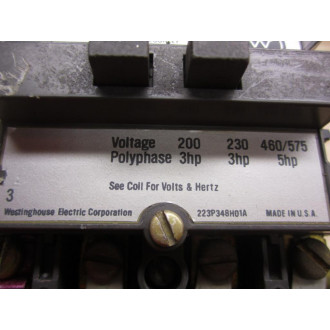 Voltage 200 230 460/575
Polyphase 3hp 3hp 5hp
See Coil For Volts & Hertz
3
Westinghouse Electric Corporation 223P348H01A MADE IN U.S.A.